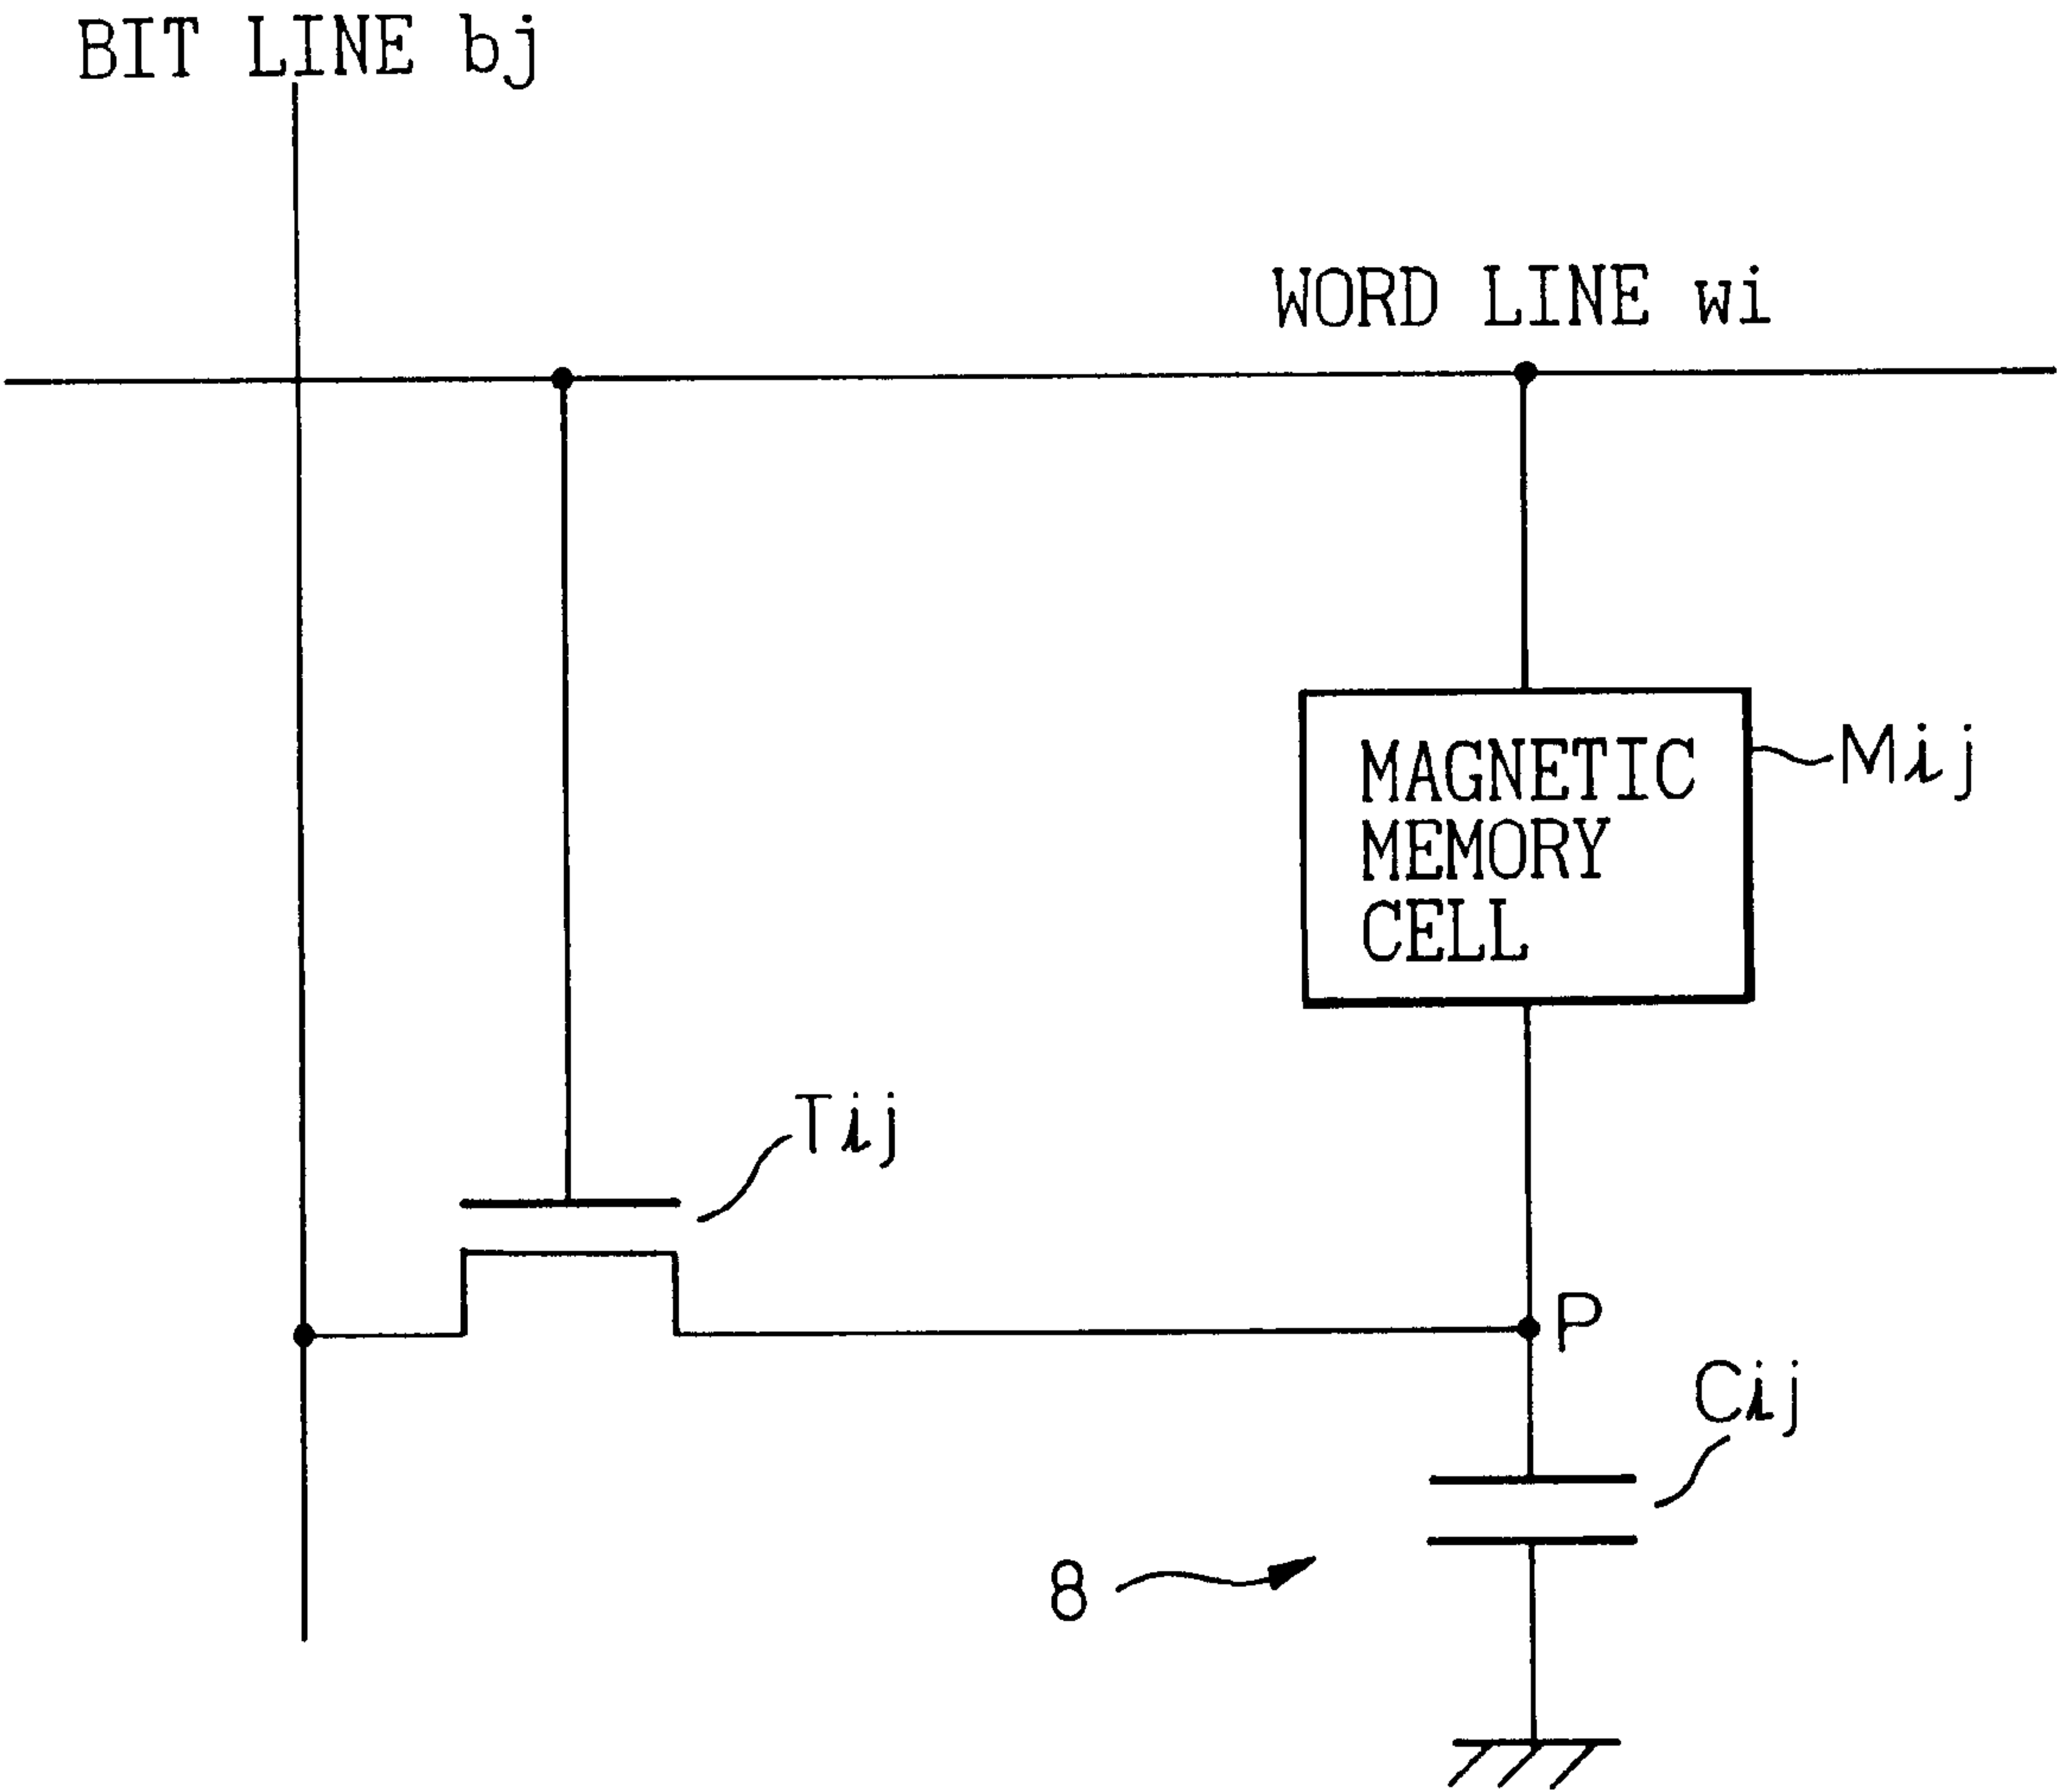 BIT LINE bj
WORD LINE wi
MAGNETIC
MEMORY
CELL
Mij
Tij
P
Cij
8